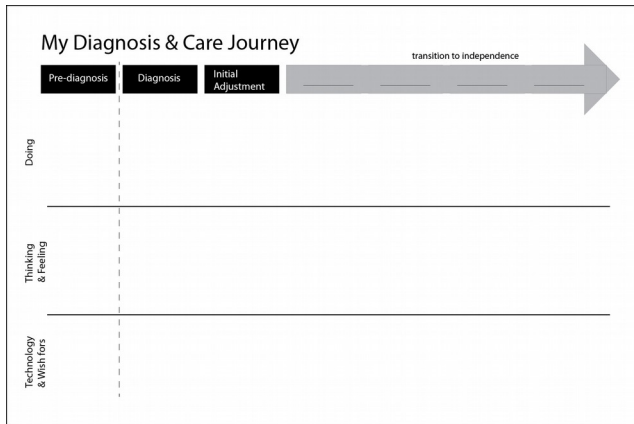 My Diagnosis & Care Journey
transition to independence
Pre-diagnosis
Diagnosis
Initial
Adjustment
Doing
Thinking
& Feeling
Technology
& Wish fors